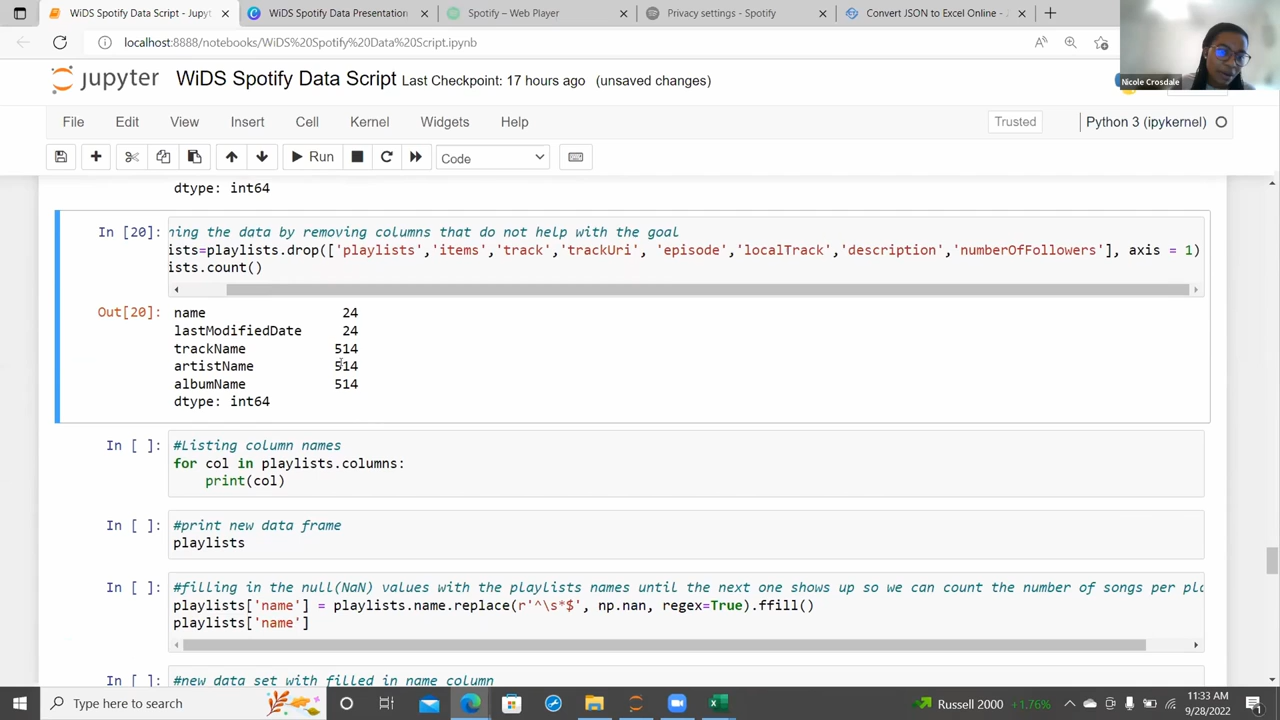 WiDS Spotify Data Script - Jupyt
WiDS Spotify Data Presentation
Spotify – Web Player
Privacy settings - Spotify
Convert JSON to Excel Online -
localhost:8888/notebooks/WiDS%20Spotify%20Data%20Script.ipynb
Nicole Crosdale
jupyter WiDS Spotify Data Script Last Checkpoint: 17 hours ago (unsaved changes)
File Edit View Insert Cell Kernel Widgets Help
Trusted Python 3 (ipykernel)
Run Code
dtype: int64
In [20]: ning the data by removing columns that do not help with the goal
ists=playlists.drop(['playlists','items','track','trackUri', 'episode','localTrack','description','numberOfFollowers'], axis = 1)
ists.count()
Out[20]: name 24
lastModifiedDate 24
trackName 514
artistName 514
albumName 514
dtype: int64
In [ ]: #Listing column names
for col in playlists.columns:
print(col)
In [ ]: #print new data frame
playlists
In [ ]: #filling in the null(NaN) values with the playlists names until the next one shows up so we can count the number of songs per pla
playlists['name'] = playlists.name.replace(r'^\s*$', np.nan, regex=True).ffill()
playlists['name']
In [ ]: #new data set with filled in name column
Type here to search
Russell 2000 +1.76%
11:33 AM
9/28/2022
1